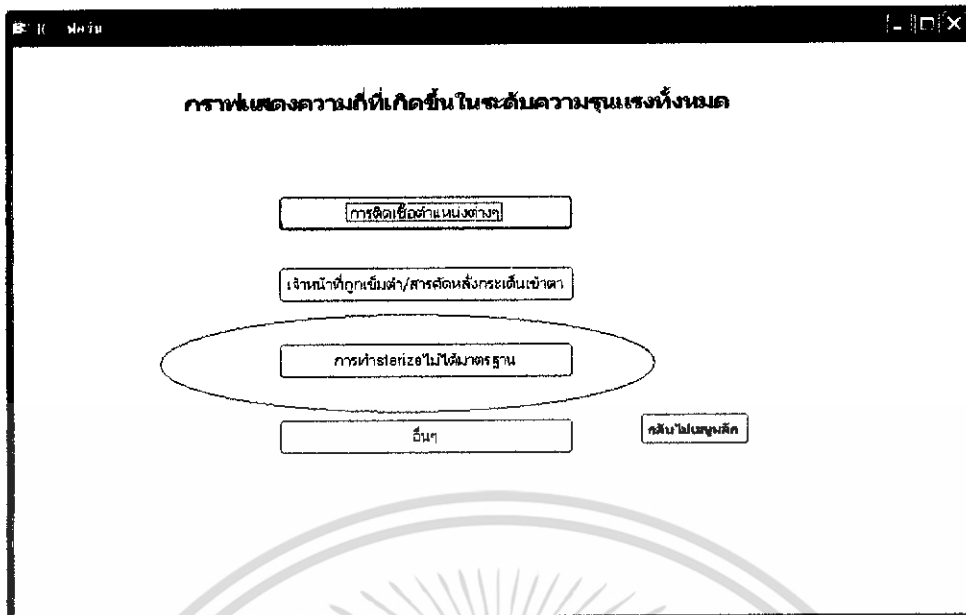 ฟอร์ม
กราฟแสดงความถี่ที่เกิดขึ้นในระดับความรุนแรงทั้งหมด
การติดเชื้อตำแหน่งต่างๆ
เจ้าหน้าที่ถูกเข็มตำ/สารคัดหลั่งกระเด็นเข้าตา
การทำsterizeไม่ได้มาตรฐาน
อื่นๆ
กลับไปเมนูหลัก